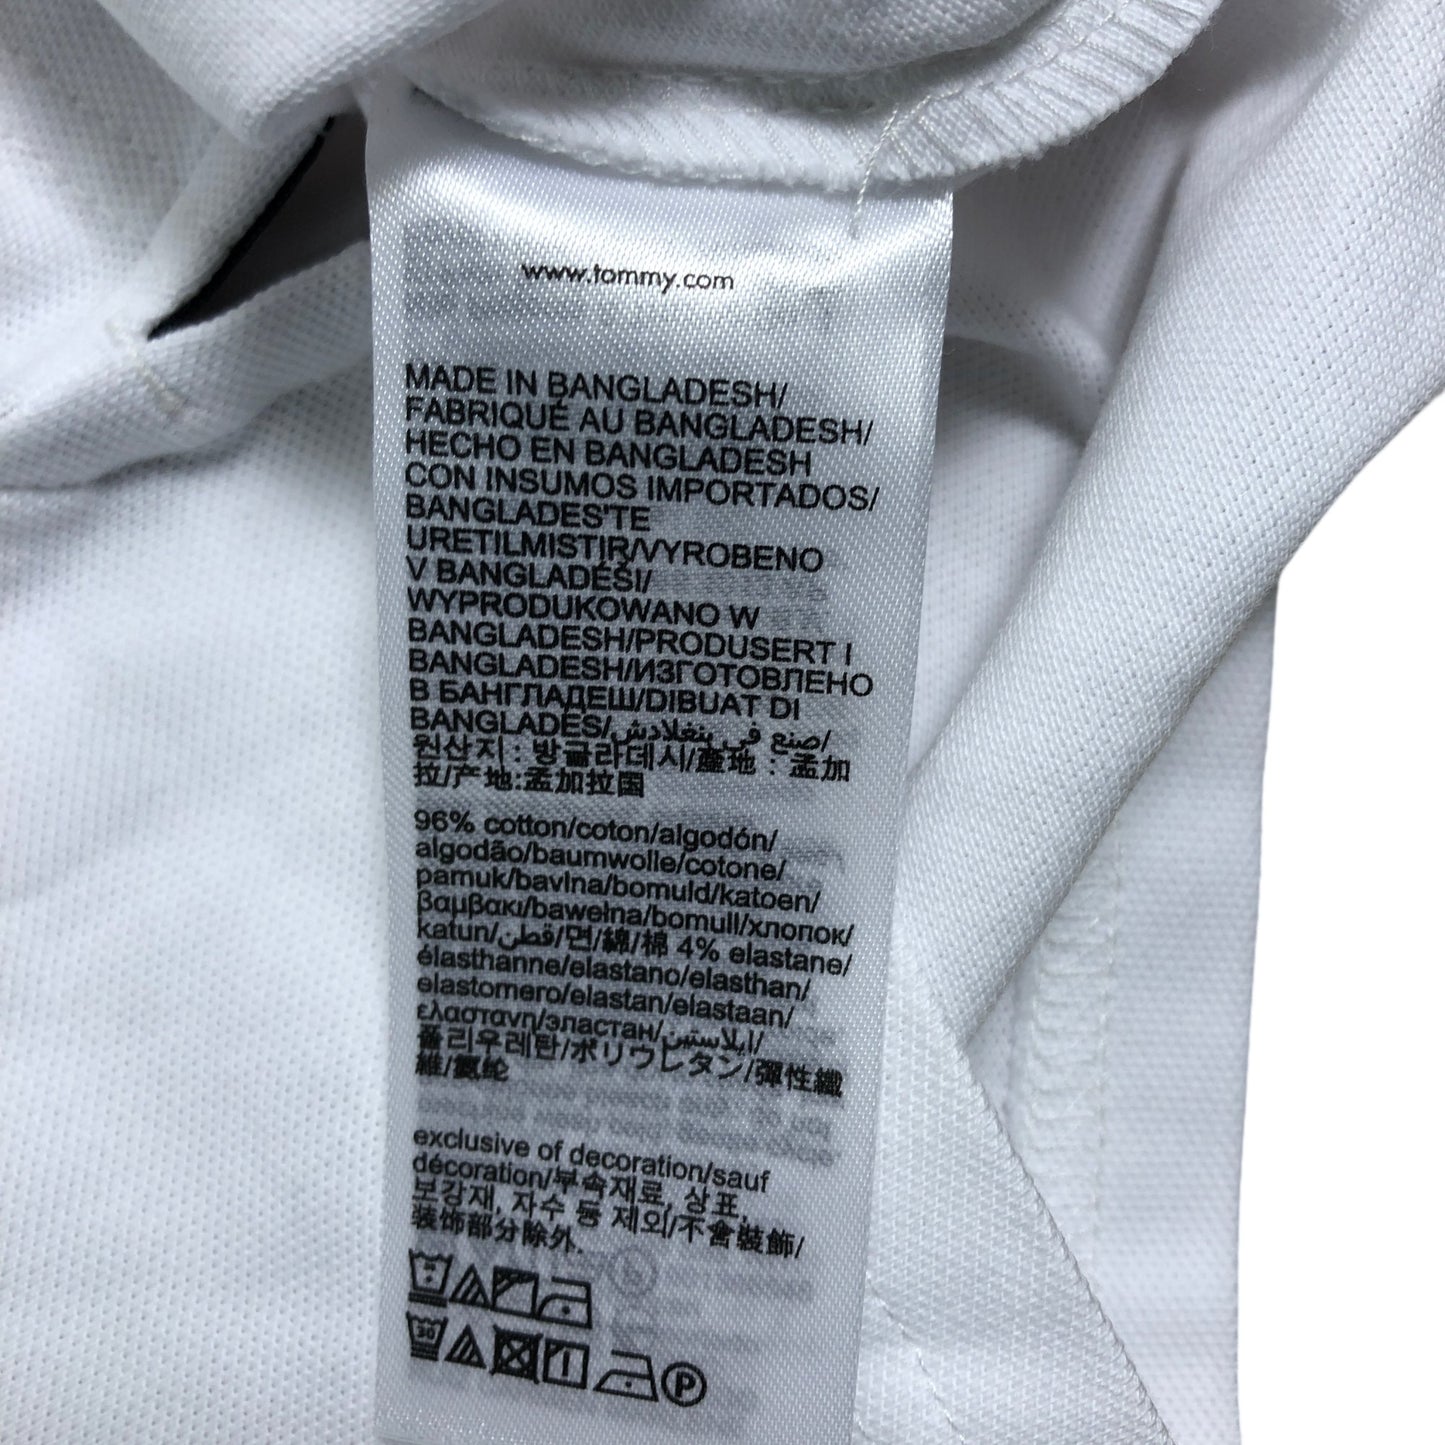 www.tommy.com
MADE IN BANGLADESH/
FABRIQUÉ AU BANGLADESH/
HECHO EN BANGLADESH
CON INSUMOS IMPORTADOS/
BANGLADES'TE
URETILMISTIR/VYROBENO
V BANGLADÉŠI/
WYPRODUKOWANO W
BANGLADESH/PRODUSERT I
BANGLADESH/ИЗГОТОВЛЕНО
В БАНГЛАДЕШ/DIBUAT DI
BANGLADES/صنع في بنغلادش/
원산지 : 방글라데시/產地 : 孟加
拉/产地:孟加拉国
96% cotton/coton/algodón/
algodão/baumwolle/cotone/
pamuk/bavlna/bomuld/katoen/
βαμβακι/bawełna/bomull/хлопок/
katun/قطن/면/綿/棉 4% elastane/
élasthanne/elastano/elasthan/
elastomero/elastan/elastaan/
ελαστανη/эластан/ايلاستين/
폴리우레탄/ポリウレタン/彈性纖
維/氨纶
exclusive of decoration/sauf
décoration/부속재료, 상표,
보강재, 자수 등 제외/不含裝飾/
装饰部分除外.
30
P